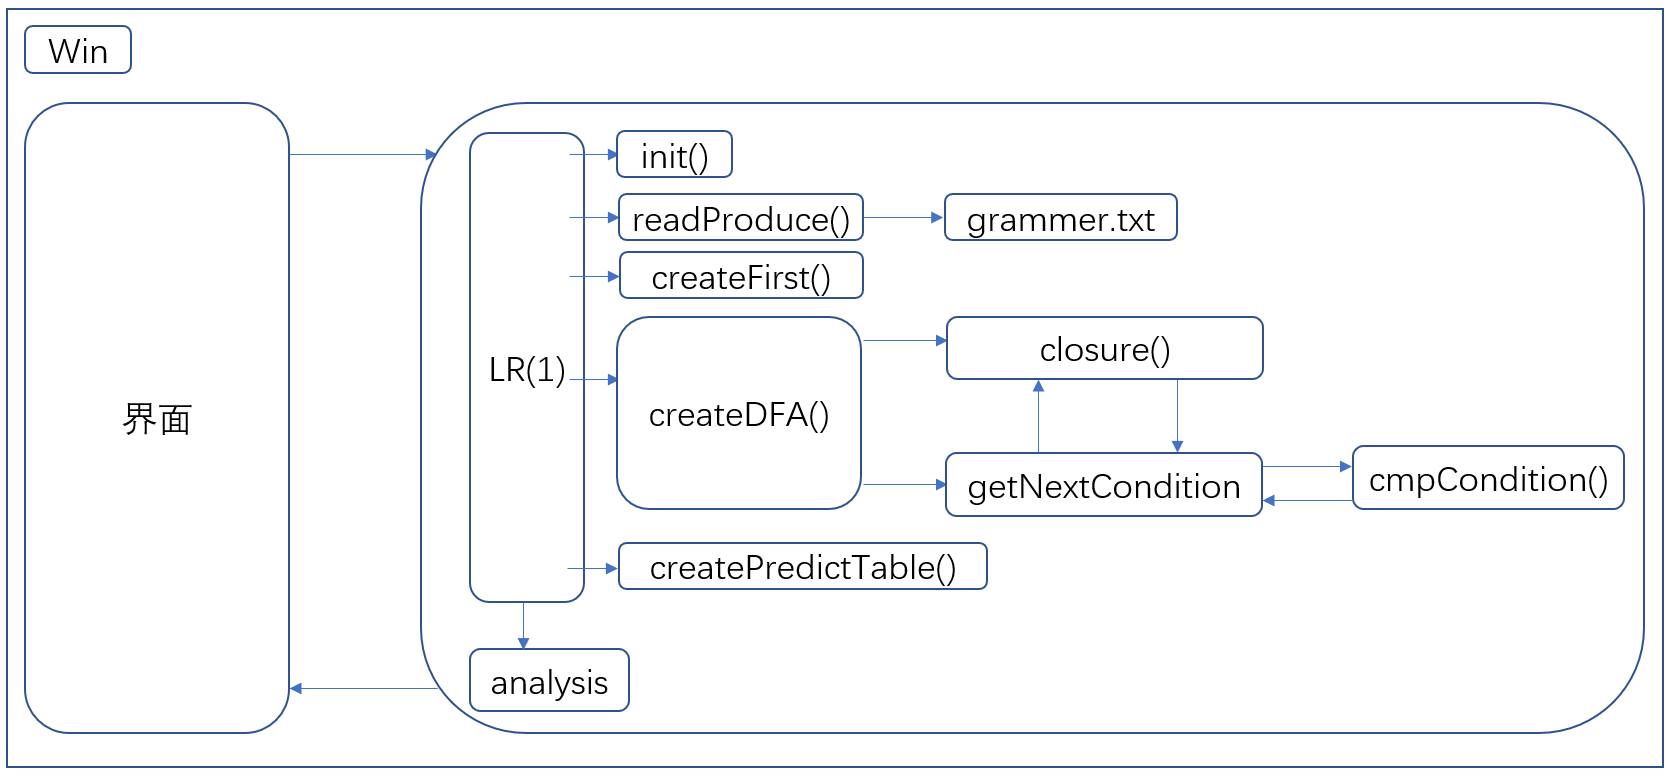 Win
界面
LR(1)
init()
readProduce()
grammer.txt
createFirst()
createDFA()
closure()
getNextCondition
cmpCondition()
createPredictTable()
analysis